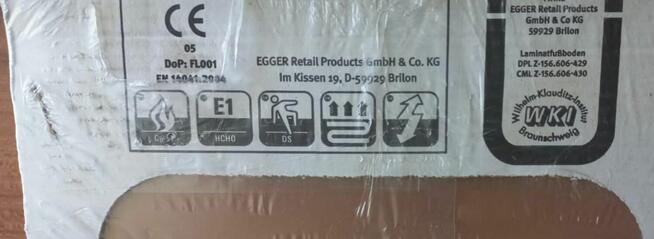 CE
05
DoP: FL001
EN 14041:2004
EGGER Retail Products GmbH & Co. KG
Im Kissen 19, D-59929 Brilon
E1
HCHO
DS
EGGER Retail Products
GmbH & Co KG
59929 Brilon
Laminatfußboden
DPL Z-156.606-429
CML Z-156.606-430
Wilhelm-Klauditz-Institut
WKI
Braunschweig